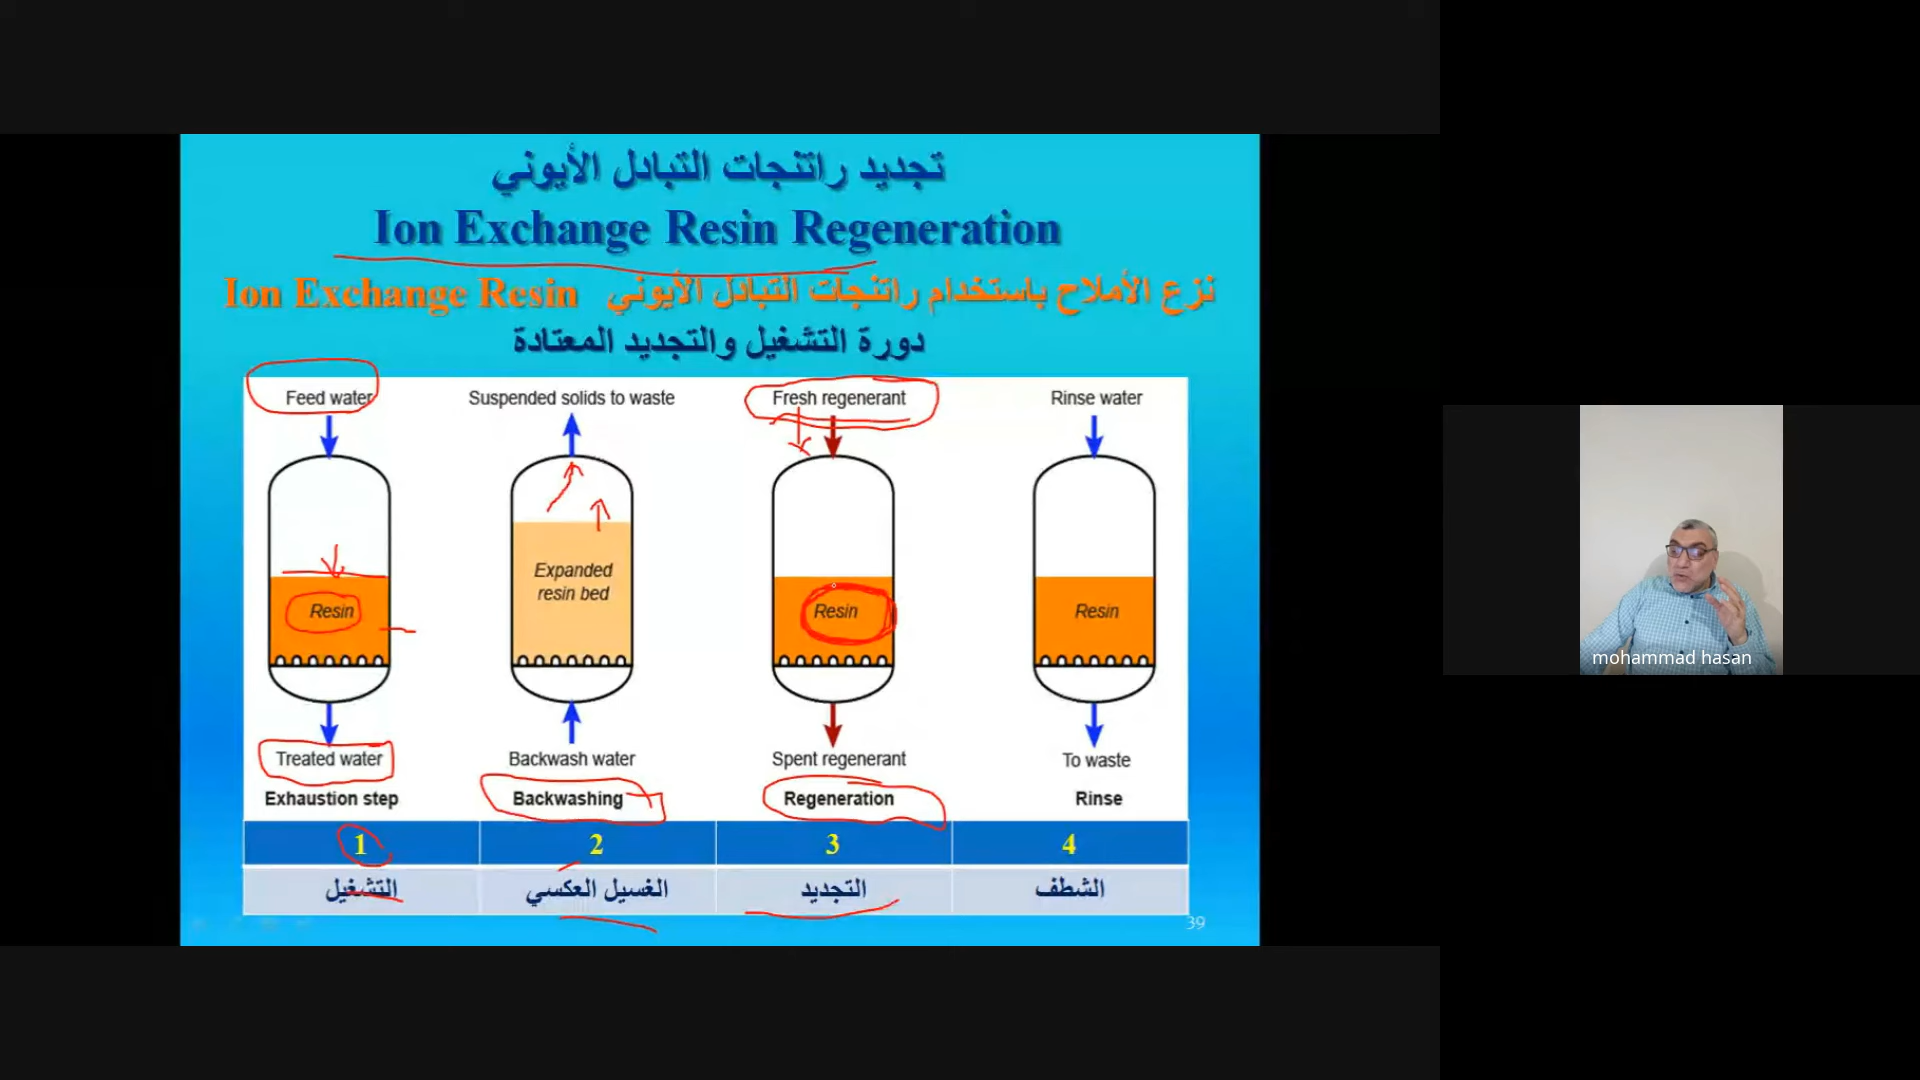 تجديد راتنجات التبادل الأيوني
Ion Exchange Resin Regeneration
نزع الأملاح باستخدام راتنجات التبادل الأيوني Ion Exchange Resin
دورة التشغيل والتجديد المعتادة
Feed water
Suspended solids to waste
Fresh regenerant
Rinse water
Resin
Expanded
resin bed
Resin
Resin
Treated water
Backwash water
Spent regenerant
To waste
Exhaustion step
Backwashing
Regeneration
Rinse
1 2 3 4
التشغيل
الغسيل العكسي
التجديد
الشطف
39
mohammad hasan